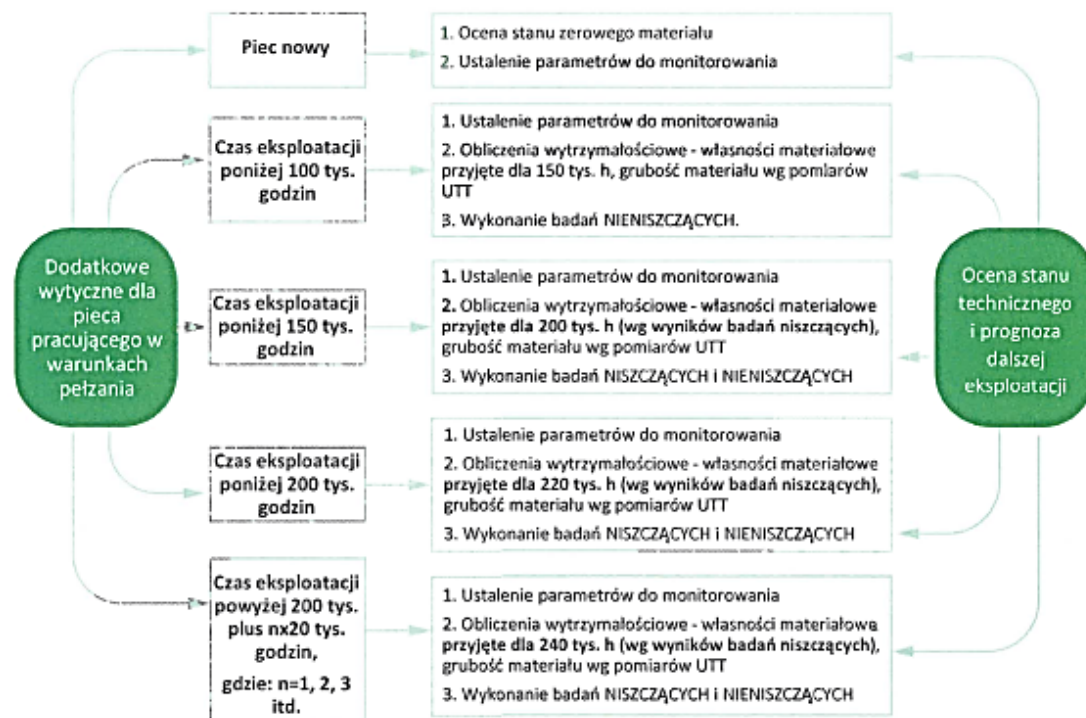 Dodatkowe
wytyczne dla
pieca
pracującego w
warunkach
pełzania
Piec nowy
1. Ocena stanu zerowego materiału
2. Ustalenie parametrów do monitorowania
Czas eksploatacji
poniżej 100 tys.
godzin
1. Ustalenie parametrów do monitorowania
2. Obliczenia wytrzymałościowe - własności materiałowe
przyjęte dla 150 tys. h, grubość materiału wg pomiarów
UTT
3. Wykonanie badań NIENISZCZĄCYCH.
Czas eksploatacji
poniżej 150 tys.
godzin
1. Ustalenie parametrów do monitorowania
2. Obliczenia wytrzymałościowe - własności materiałowe
przyjęte dla 200 tys. h (wg wyników badań niszczących),
grubość materiału wg pomiarów UTT
3. Wykonanie badań NISZCZĄCYCH i NIENISZCZĄCYCH
Czas eksploatacji
poniżej 200 tys.
godzin
1. Ustalenie parametrów do monitorowania
2. Obliczenia wytrzymałościowe - własności materiałowe
przyjęte dla 220 tys. h (wg wyników badań niszczących),
grubość materiału wg pomiarów UTT
3. Wykonanie badań NISZCZĄCYCH i NIENISZCZĄCYCH
Czas eksploatacji
powyżej 200 tys.
plus nx20 tys.
godzin,
gdzie: n=1, 2, 3
itd.
1. Ustalenie parametrów do monitorowania
2. Obliczenia wytrzymałościowe - własności materiałowe
przyjęte dla 240 tys. h (wg wyników badań niszczących),
grubość materiału wg pomiarów UTT
3. Wykonanie badań NISZCZĄCYCH i NIENISZCZĄCYCH
Ocena stanu
technicznego
i prognoza
dalszej
eksploatacji